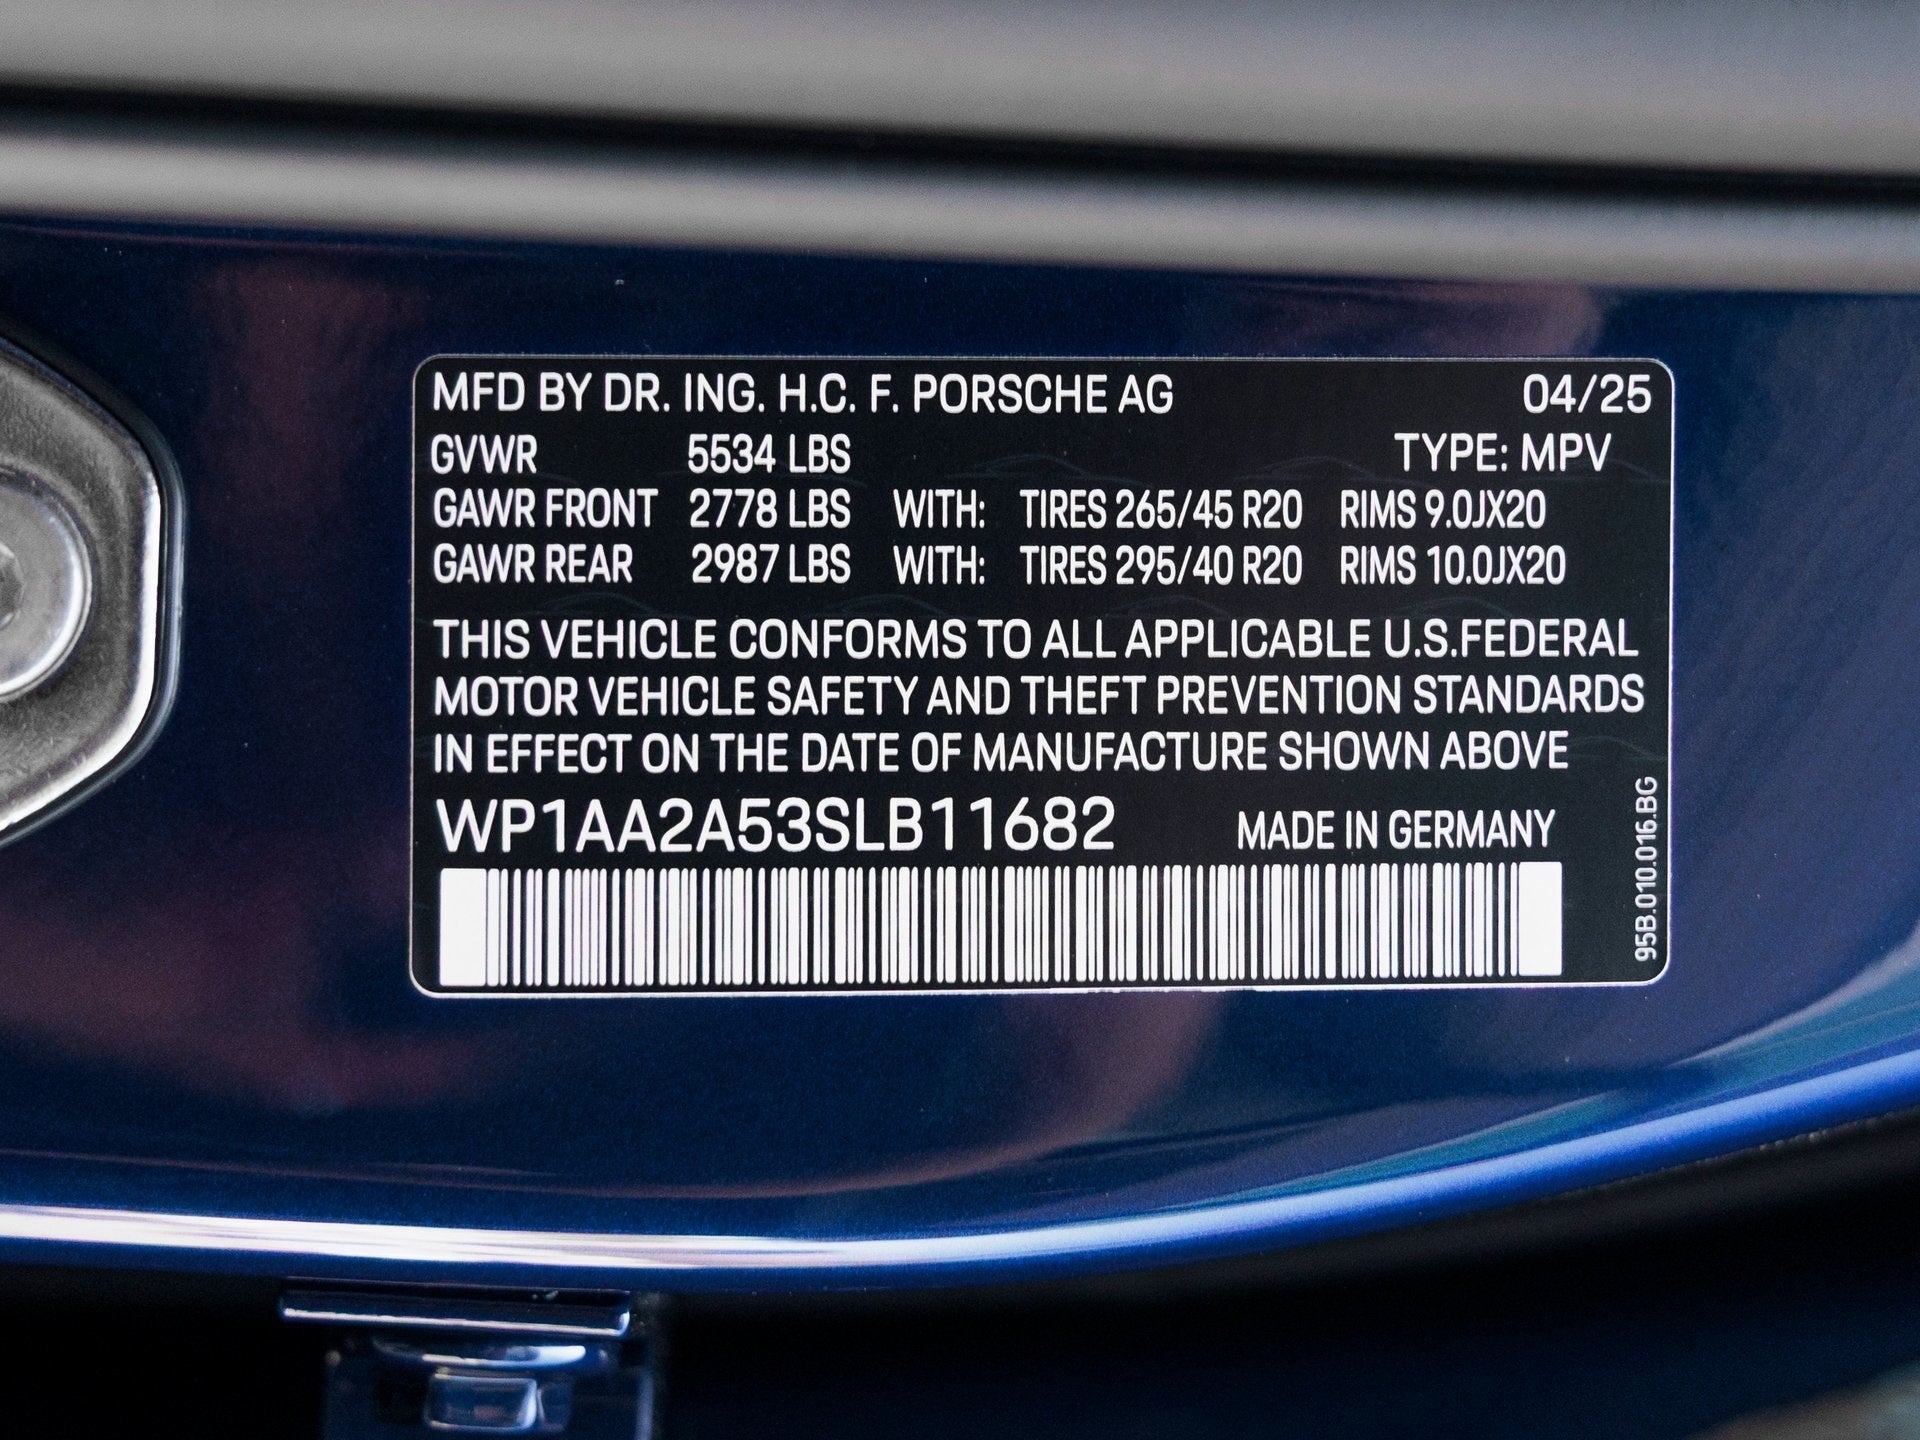 MFD BY DR. ING. H.C. F. PORSCHE AG 04/25
GVWR 5534 LBS TYPE: MPV
GAWR FRONT 2778 LBS WITH: TIRES 265/45 R20 RIMS 9.0JX20
GAWR REAR 2987 LBS WITH: TIRES 295/40 R20 RIMS 10.0JX20
THIS VEHICLE CONFORMS TO ALL APPLICABLE U.S.FEDERAL
MOTOR VEHICLE SAFETY AND THEFT PREVENTION STANDARDS
IN EFFECT ON THE DATE OF MANUFACTURE SHOWN ABOVE
WP1AA2A53SLB11682 MADE IN GERMANY
95B.010.016.BG